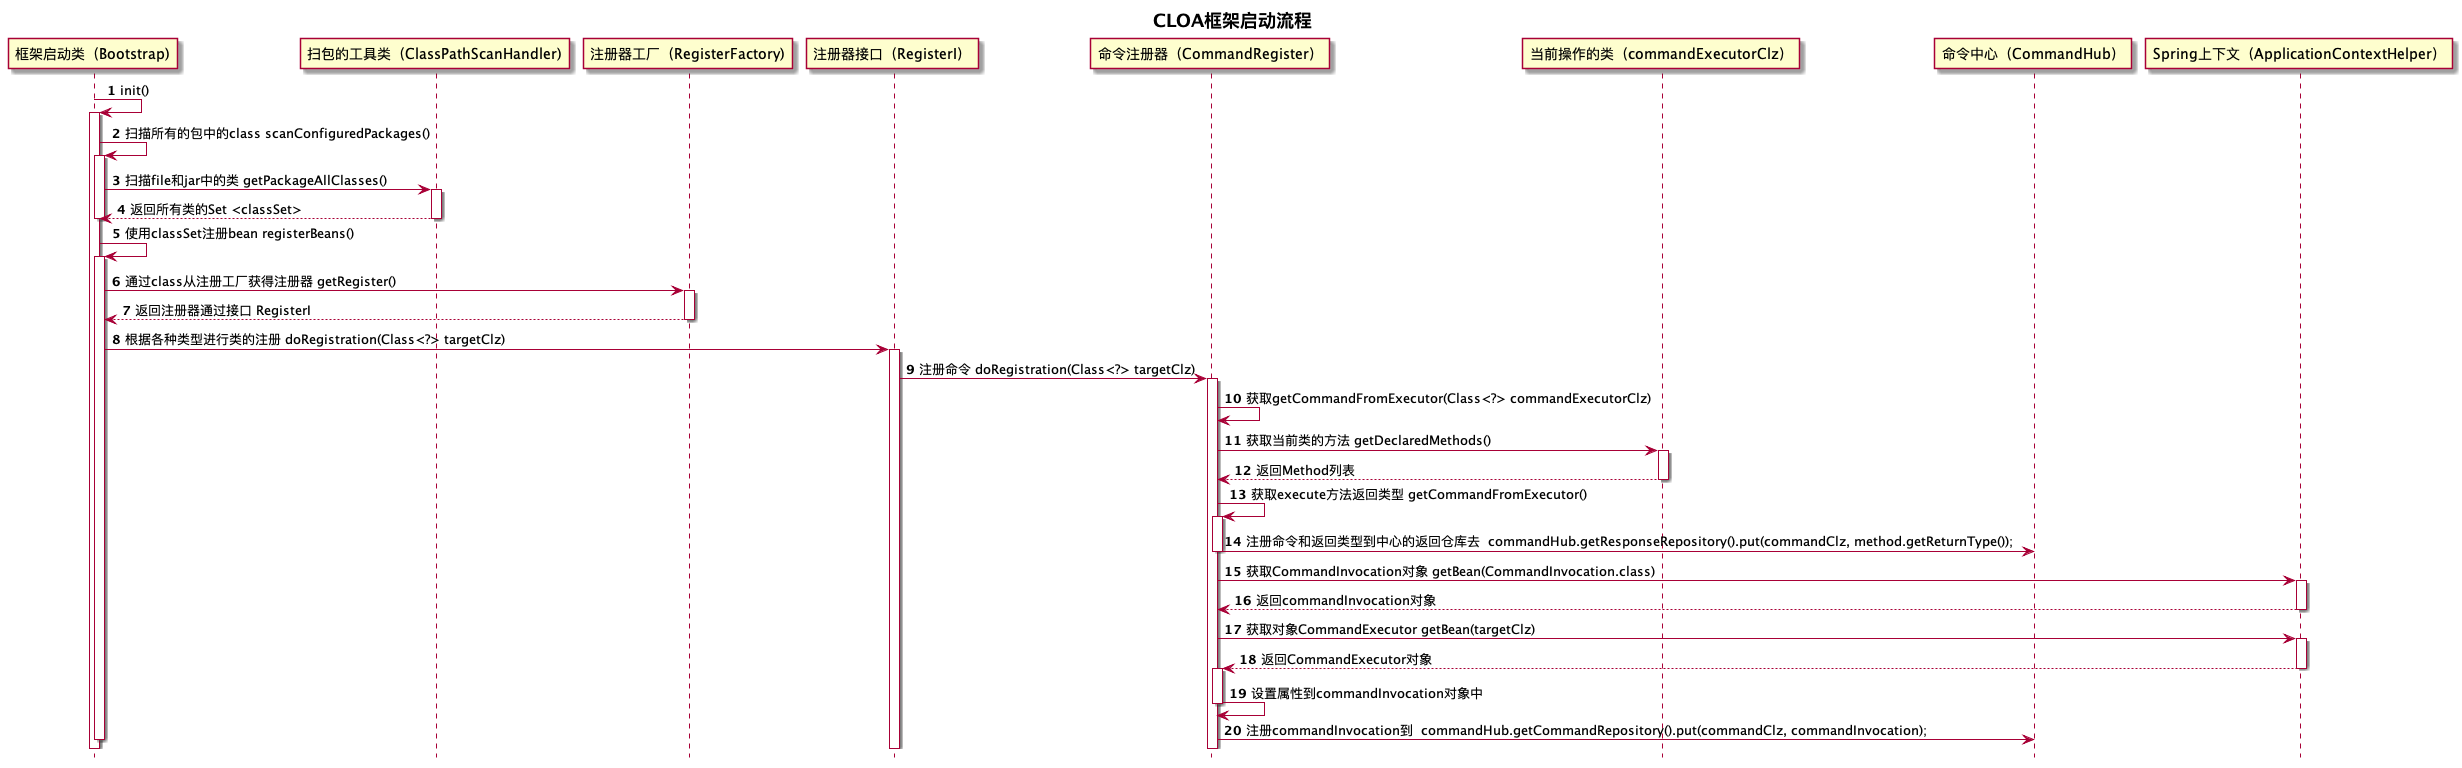 CLOA框架启动流程
框架启动类（Bootstrap)
扫包的工具类（ClassPathScanHandler)
注册器工厂（RegisterFactory)
注册器接口（RegisterI）
命令注册器（CommandRegister）
当前操作的类（commandExecutorClz）
命令中心（CommandHub）
Spring上下文（ApplicationContextHelper）
1 init()
2 扫描所有的包中的class scanConfiguredPackages()
3 扫描file和jar中的类 getPackageAllClasses()
4 返回所有类的Set <classSet>
5 使用classSet注册bean registerBeans()
6 通过class从注册工厂获得注册器 getRegister()
7 返回注册器通过接口 RegisterI
8 根据各种类型进行类的注册 doRegistration(Class<?> targetClz)
9 注册命令 doRegistration(Class<?> targetClz)
10 获取getCommandFromExecutor(Class<?> commandExecutorClz)
11 获取当前类的方法 getDeclaredMethods()
12 返回Method列表
13 获取execute方法返回类型 getCommandFromExecutor()
14 注册命令和返回类型到中心的返回仓库去  commandHub.getResponseRepository().put(commandClz, method.getReturnType());
15 获取CommandInvocation对象 getBean(CommandInvocation.class)
16 返回commandInvocation对象
17 获取对象CommandExecutor getBean(targetClz)
18 返回CommandExecutor对象
19 设置属性到commandInvocation对象中
20 注册commandInvocation到  commandHub.getCommandRepository().put(commandClz, commandInvocation);